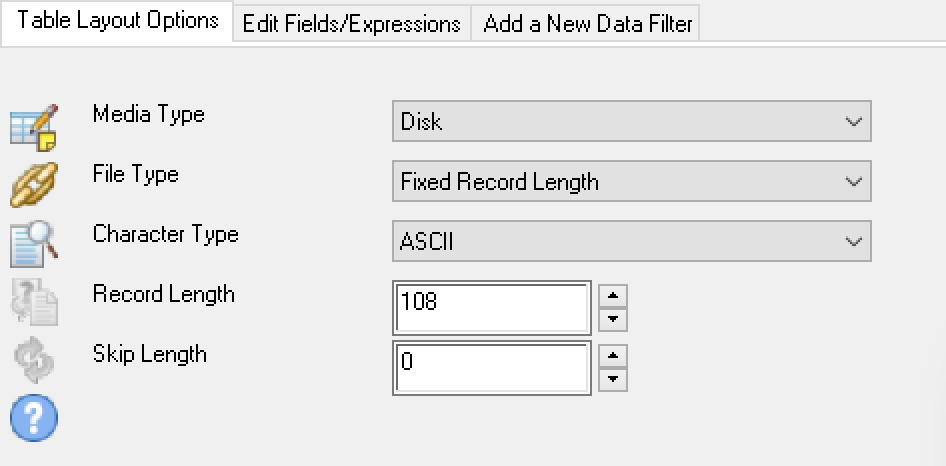 Table Layout Options Edit Fields/Expressions Add a New Data Filter
Media Type Disk
File Type Fixed Record Length
Character Type ASCII
Record Length 108
Skip Length 0
?